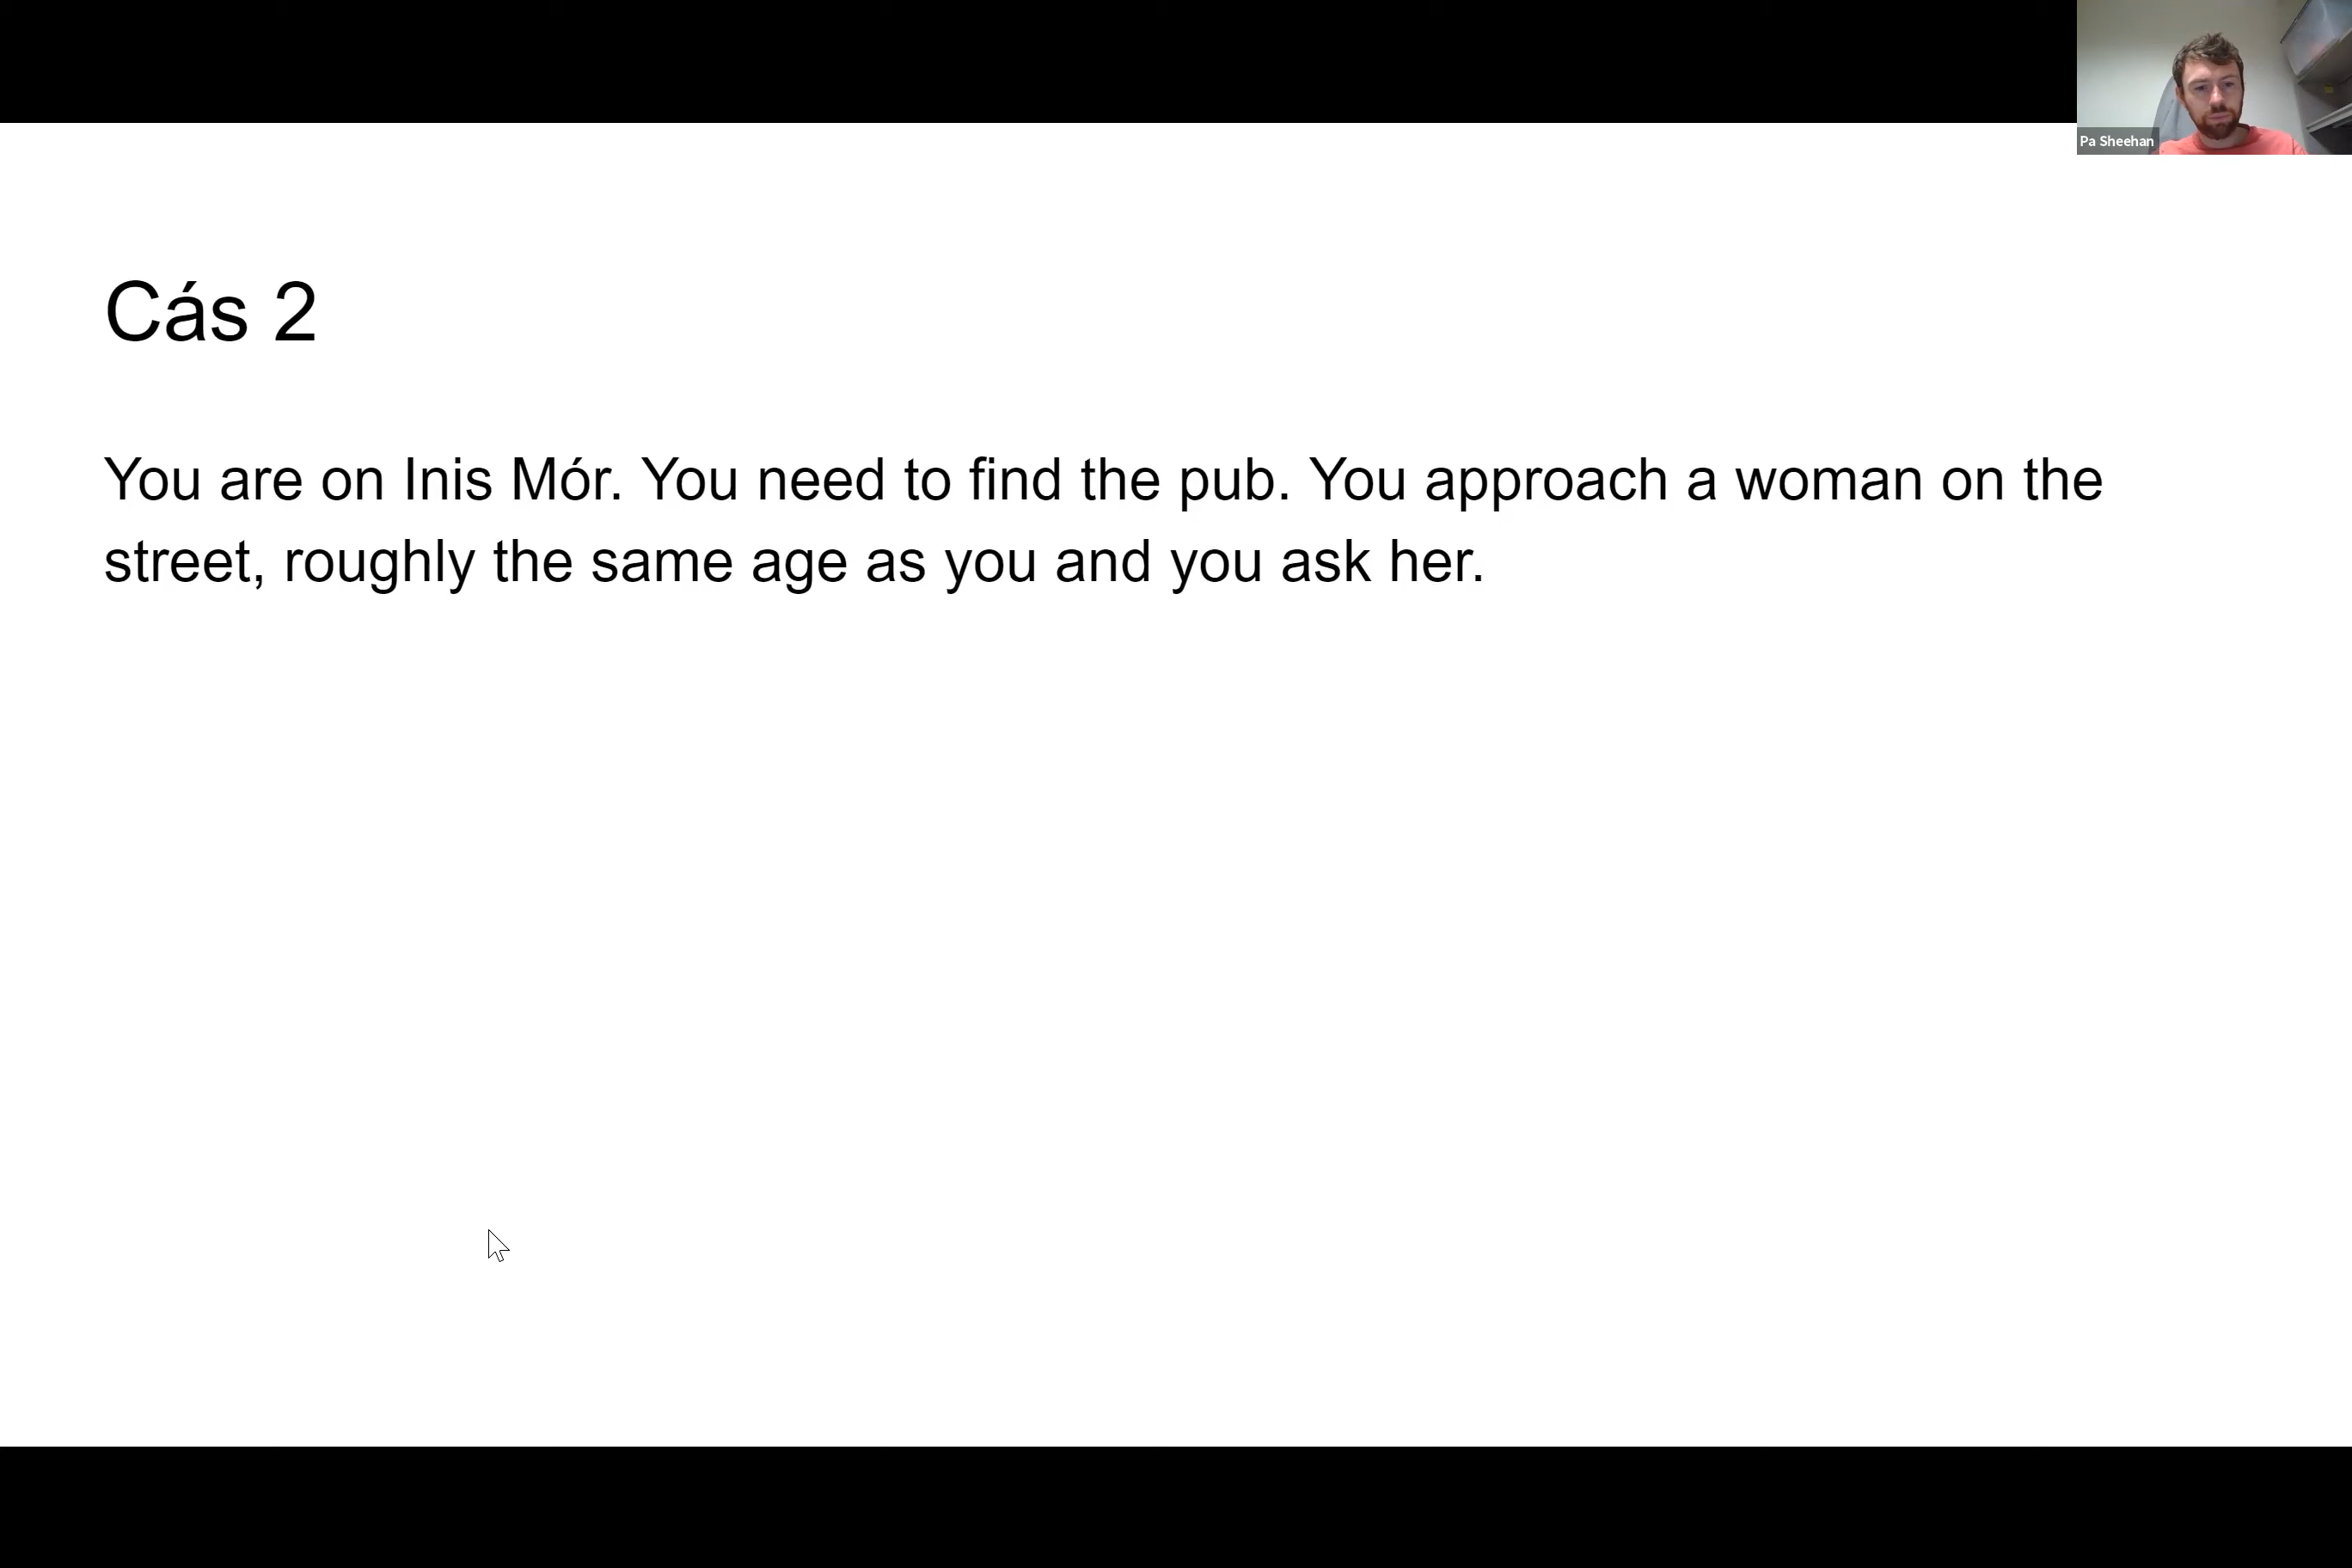 Pa Sheehan
Cás 2
You are on Inis Mór. You need to find the pub. You approach a woman on the
street, roughly the same age as you and you ask her.